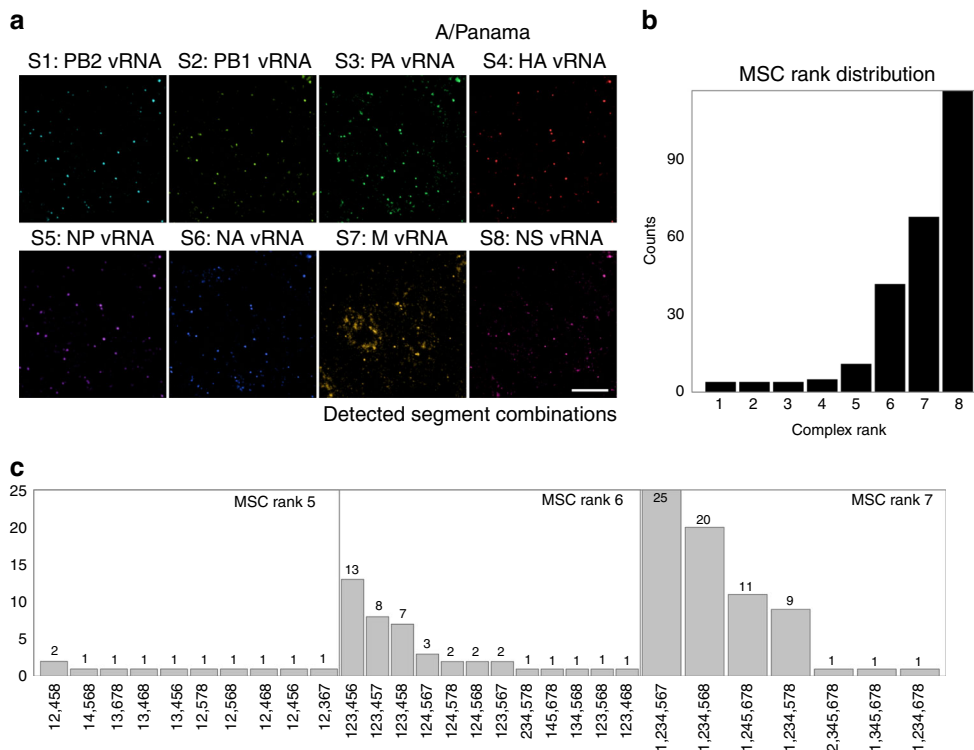 a
A/Panama
S1: PB2 vRNA
S2: PB1 vRNA
S3: PA vRNA
S4: HA vRNA
S5: NP vRNA
S6: NA vRNA
S7: M vRNA
S8: NS vRNA
Detected segment combinations
b
MSC rank distribution
Counts
90
60
30
0
1 2 3 4 5 6 7 8
Complex rank
c
25
20
15
10
5
0
MSC rank 5
2 1 1 1 1 1 1 1 1 1
12,458
14,568
13,678
13,468
13,456
12,578
12,568
12,468
12,456
12,367
MSC rank 6
13 8 7 3 2 2 2 1 1 1 1 1
123,456
123,457
123,458
124,567
124,578
124,568
123,567
234,578
145,678
134,568
123,568
123,468
MSC rank 7
25 20 11 9 1 1 1
1,234,567
1,234,568
1,245,678
1,234,578
2,345,678
1,345,678
1,234,678